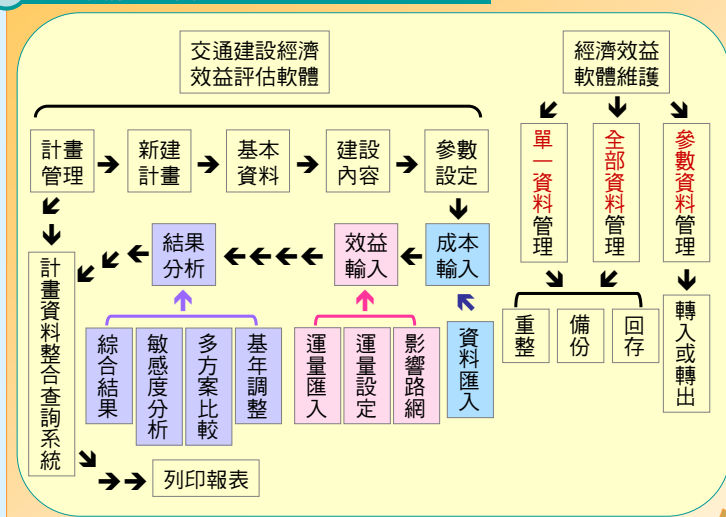 交通建設經濟
效益評估軟體
經濟效益
軟體維護
計畫
管理
新建
計畫
基本
資料
建設
內容
參數
設定
單一資料管理
全部資料管理
參數資料管理
結果
分析
效益
輸入
成本
輸入
計畫資料整合查詢系統
綜合結果
敏感度分析
多方案比較
基年調整
運量匯入
運量設定
影響路網
資料匯入
重整
備份
回存
轉入或轉出
列印報表